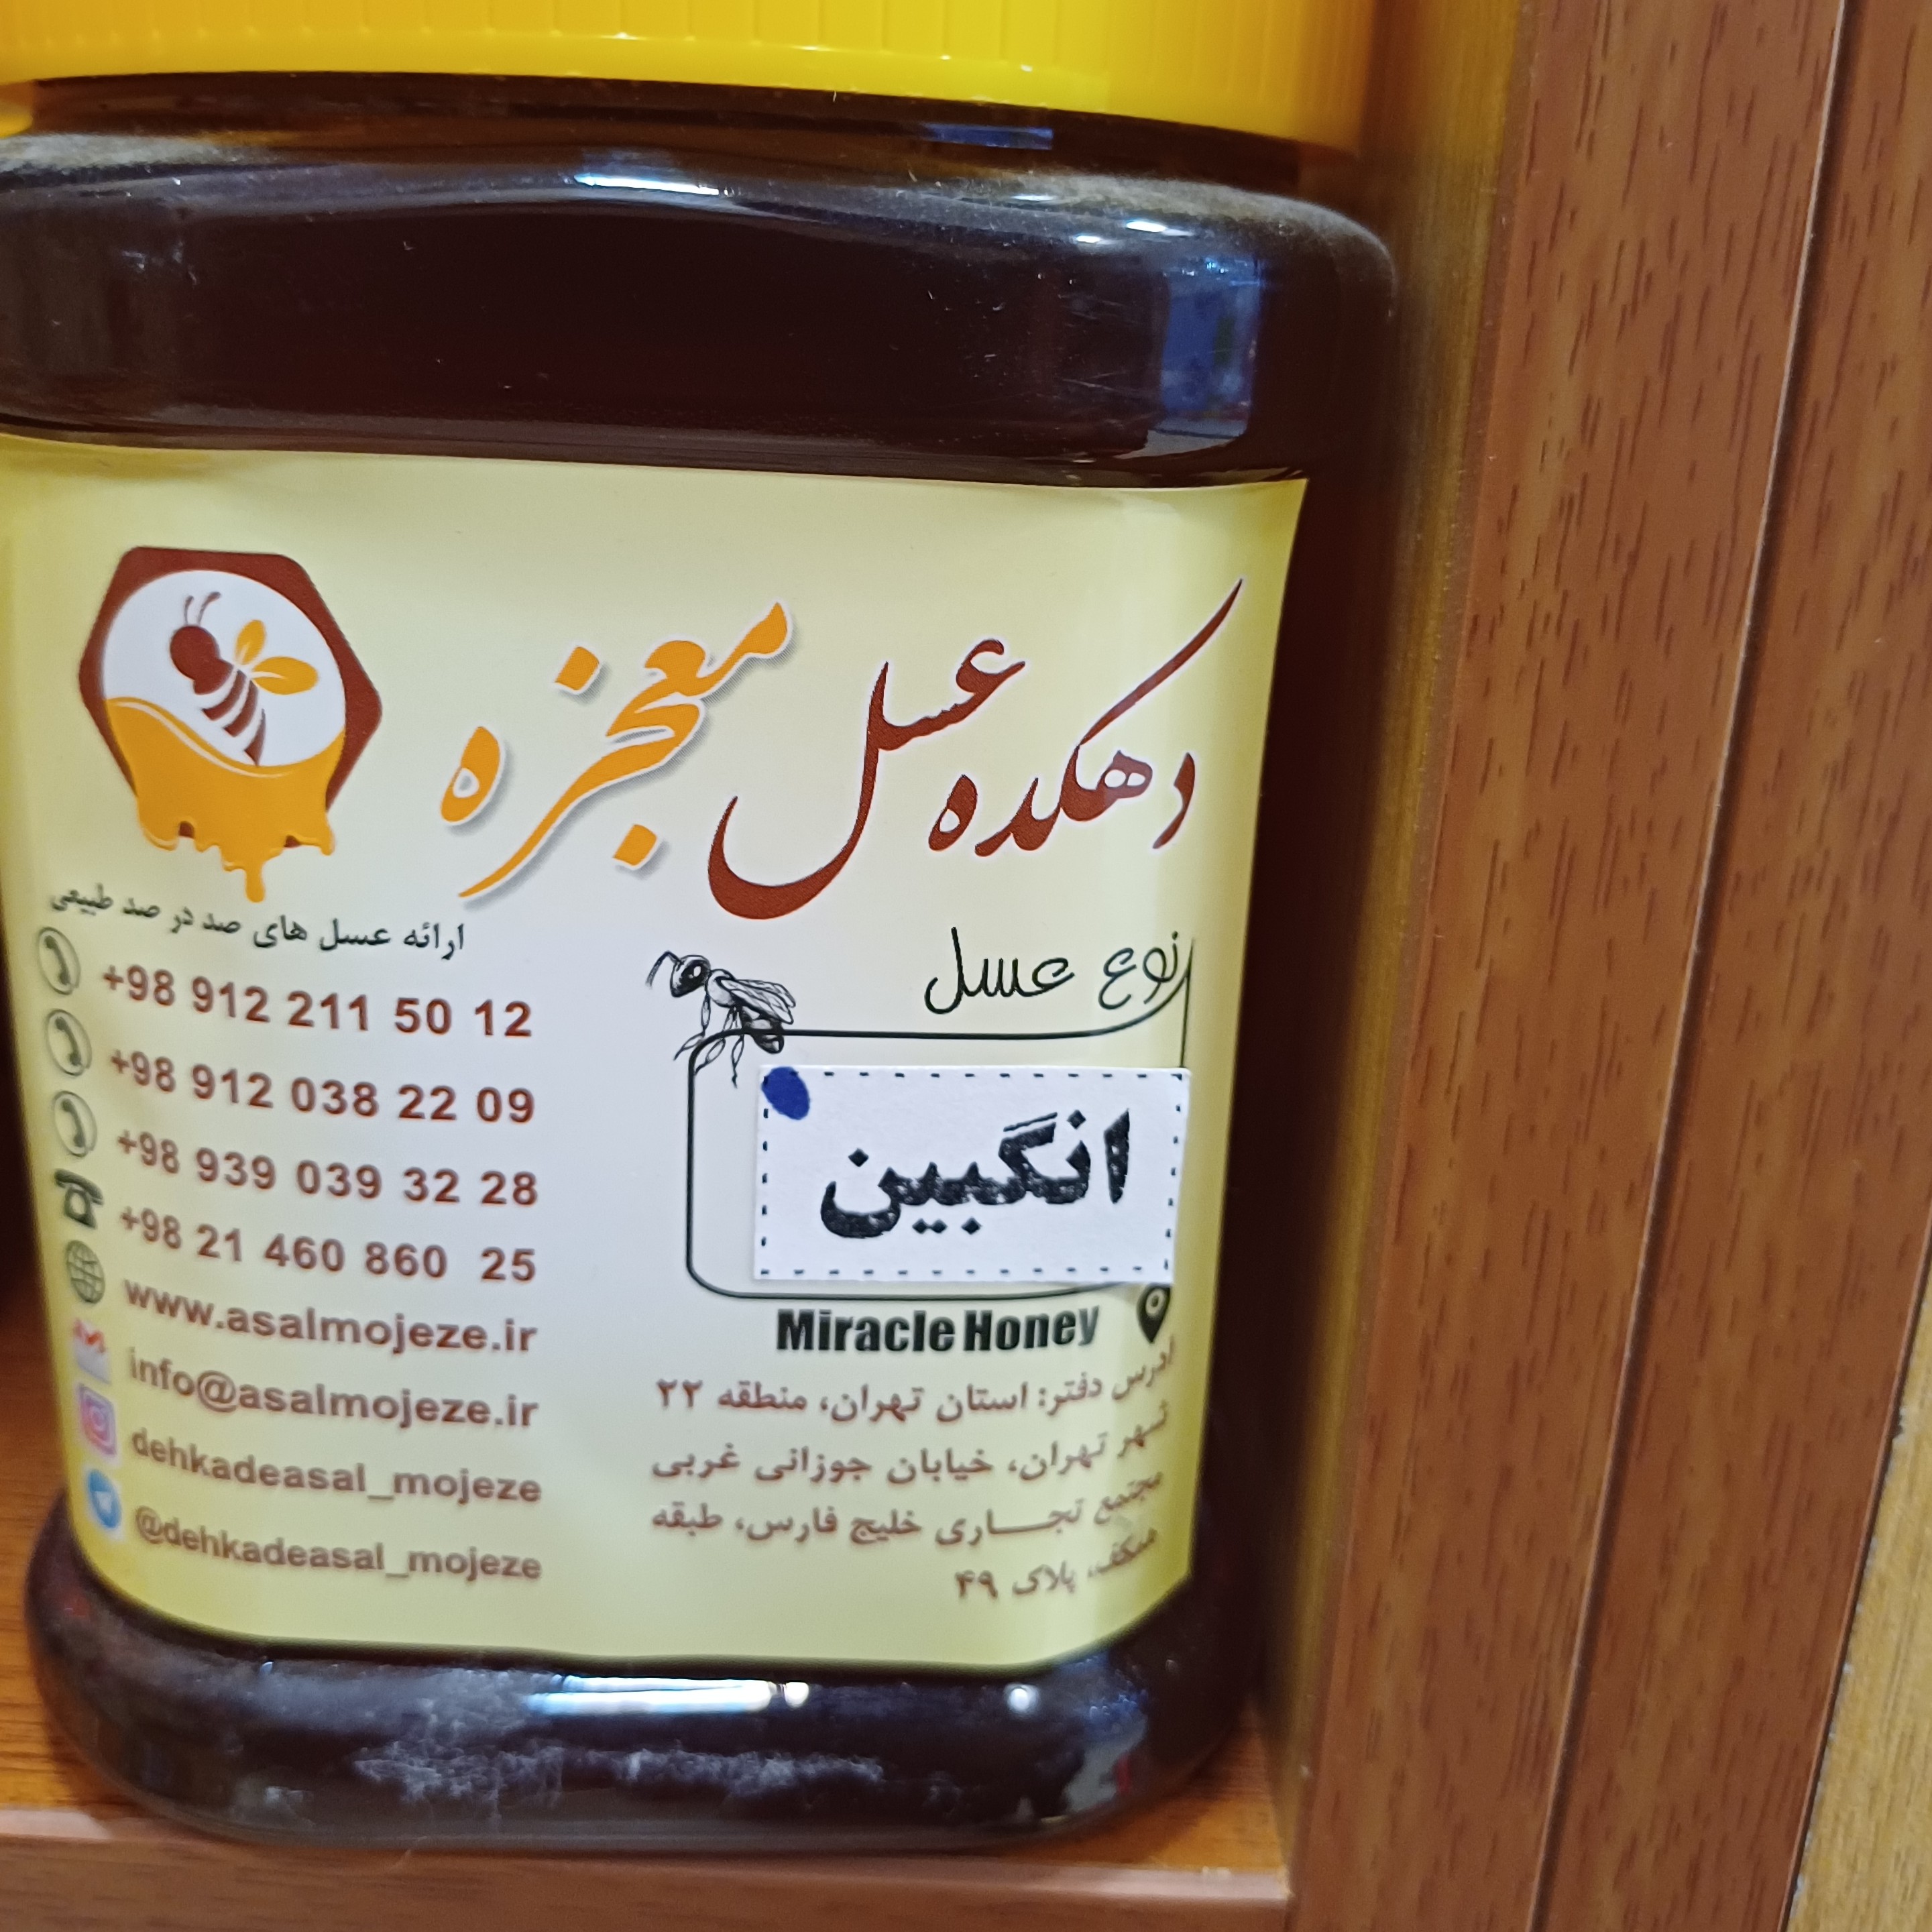 دهکده عسل معجزه
ارائه عسل های صد در صد طبیعی
+98 912 211 50 12
+98 912 038 22 09
+98 939 039 32 28
+98 21 460 860 25
www.asalmojeze.ir
info@asalmojeze.ir
dehkadeasal_mojeze
@dehkadeasal_mojeze
نوع عسل
انگبین
Miracle Honey
ادرس دفتر: استان تهران، منطقه ۲۲
شهر تهران، خیابان جوزانی غربی
مجتمع تجـــاری خلیج فارس، طبقه
همکف، پلاک ۴۹